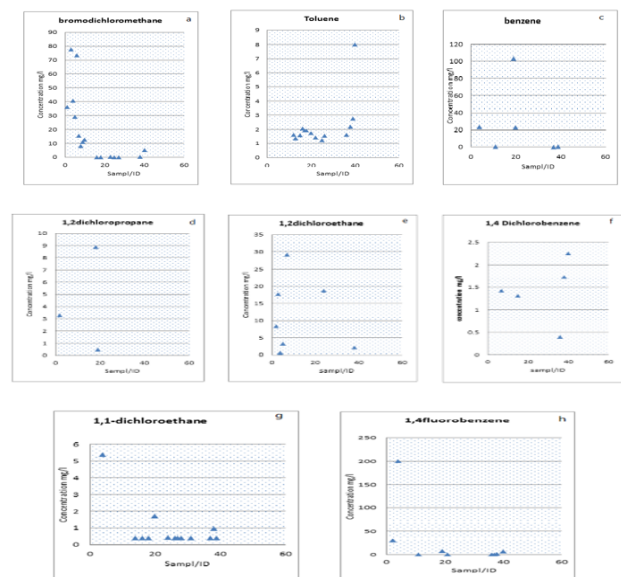 bromodichloromethane a
Concentration mg/l
90
80
70
60
50
40
30
20
10
0
0 20 40 60
Sampl/ID
Toluene b
Concentration mg/l
9
8
7
6
5
4
3
2
1
0
0 20 40 60
Sampl/ID
benzene c
Concentration mg/l
120
100
80
60
40
20
0
0 20 40 60
Sampl/ID
1,2dichloropropane d
Concentration mg/l
10
9
8
7
6
5
4
3
2
1
0
0 20 40 60
Sampl/ID
1,2dichloroethane e
Concentration mg/l
35
30
25
20
15
10
5
0
0 20 40 60
sampl/ID
1,4 Dichlorobenzene f
concentration mg/l
2.5
2
1.5
1
0.5
0
0 20 40 60
sampl/ID
1,1-dichloroethane g
Concentration mg/l
6
5
4
3
2
1
0
0 20 40 60
Sampl/ID
1,4fluorobenzene h
Concentration mg/l
250
200
150
100
50
0
0 20 40 60
Sampl/ID